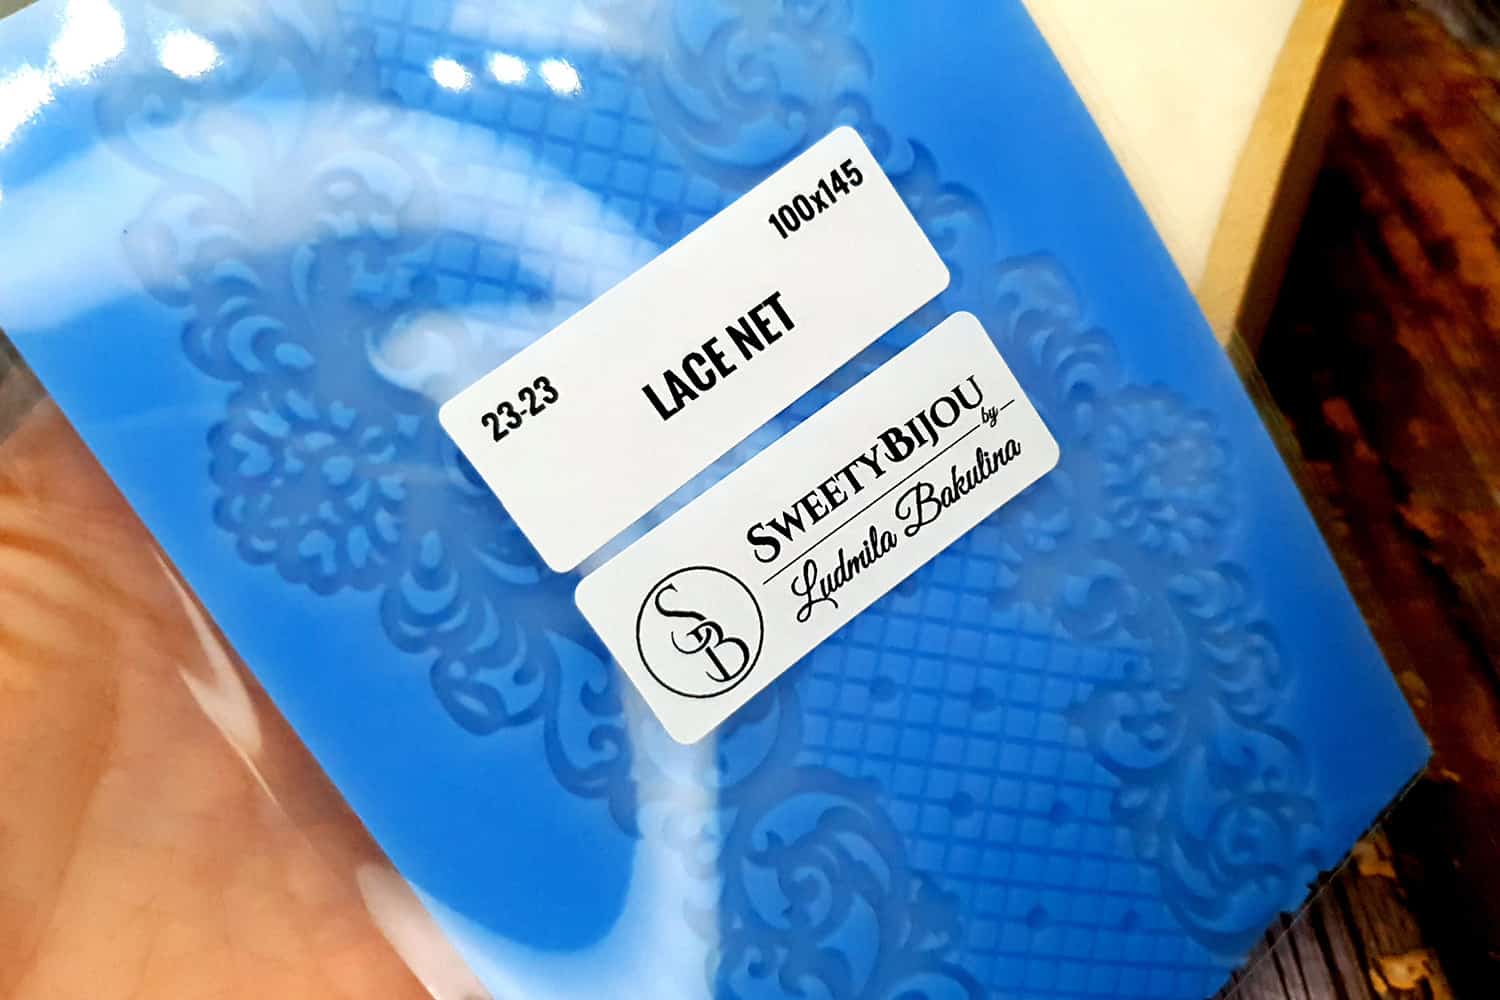 100x145
LACE NET
23-23
SWEETYBIJOU
by
Ludmila Bakulina
SB